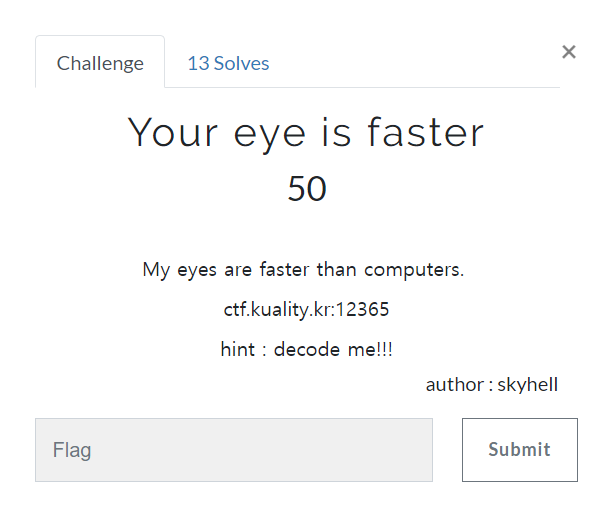 Challenge
13 Solves
×
Your eye is faster
50
My eyes are faster than computers.
ctf.kuality.kr:12365
hint : decode me!!!
author : skyhell
Flag
Submit